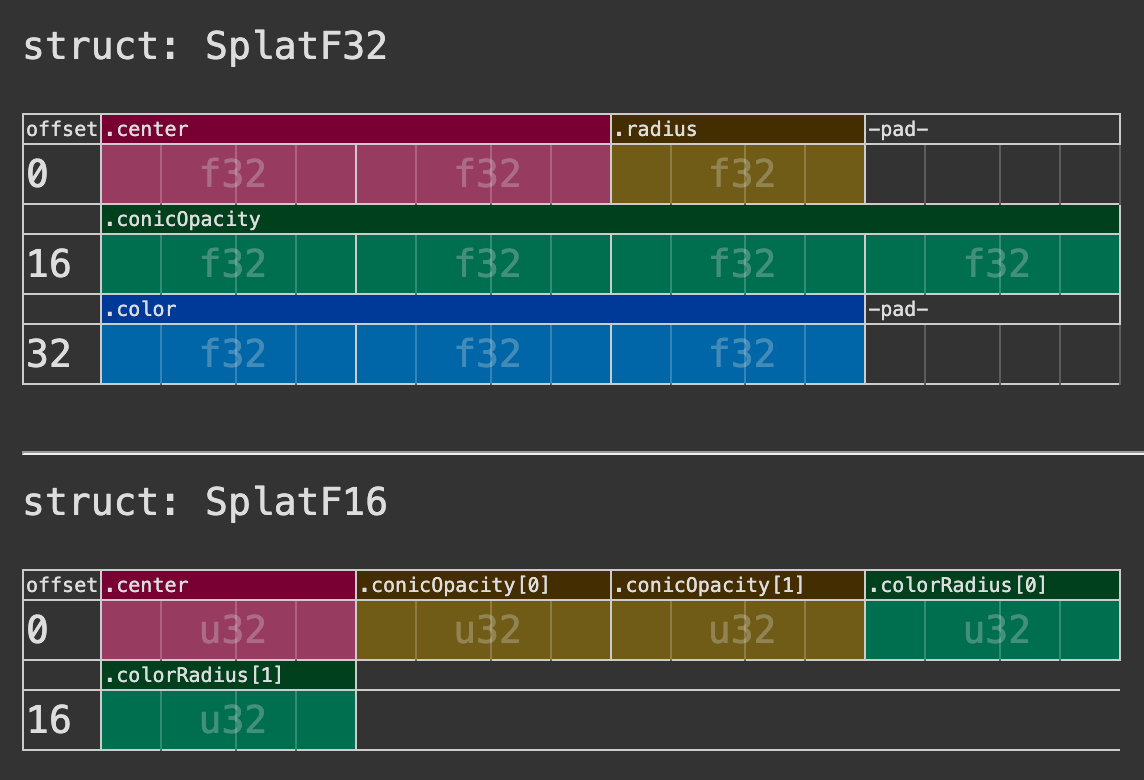 struct: SplatF32
offset .center .radius -pad-
0 f32 f32 f32
.conicOpacity
16 f32 f32 f32 f32
.color -pad-
32 f32 f32 f32
struct: SplatF16
offset .center .conicOpacity[0] .conicOpacity[1] .colorRadius[0]
0 u32 u32 u32 u32
.colorRadius[1]
16 u32